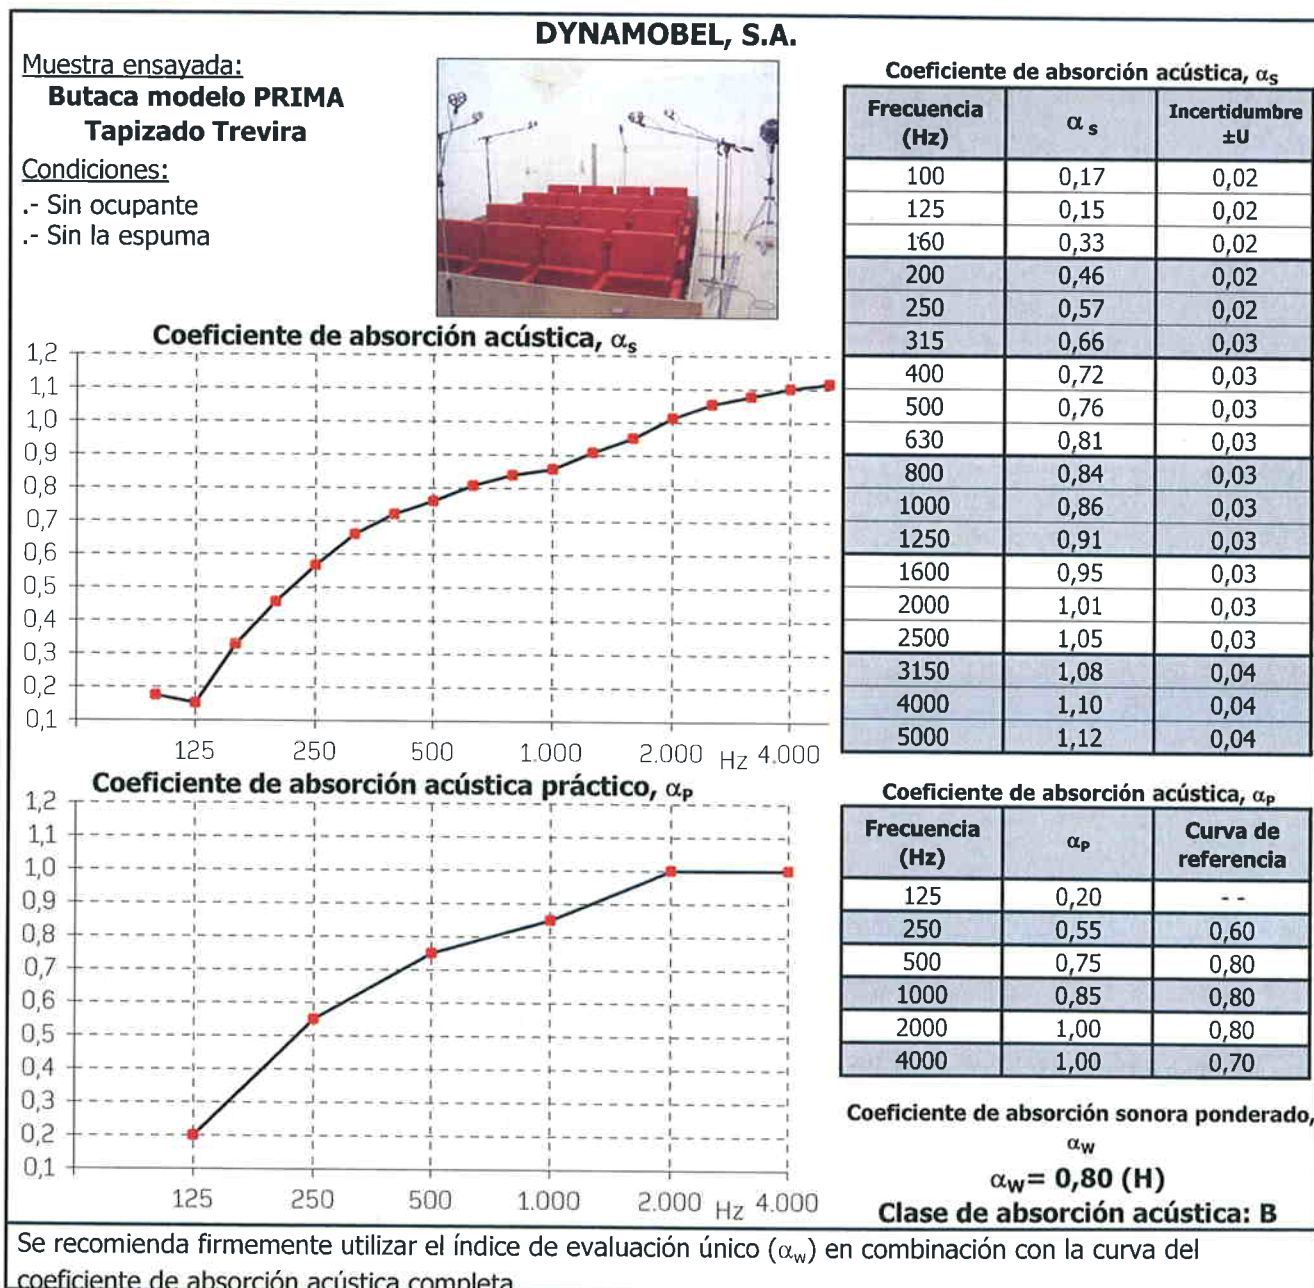 DYNAMOBEL, S.A.
Muestra ensayada:
Butaca modelo PRIMA
Tapizado Trevira
Condiciones:
.- Sin ocupante
.- Sin la espuma
Coeficiente de absorción acústica, αs
1,2
1,1
1,0
0,9
0,8
0,7
0,6
0,5
0,4
0,3
0,2
0,1
125 250 500 1.000 2.000 Hz 4.000
Coeficiente de absorción acústica práctico, αP
1,2
1,1
1,0
0,9
0,8
0,7
0,6
0,5
0,4
0,3
0,2
0,1
125 250 500 1.000 2.000 Hz 4.000
Coeficiente de absorción acústica, αS
Frecuencia (Hz) α s Incertidumbre ±U
100 0,17 0,02
125 0,15 0,02
160 0,33 0,02
200 0,46 0,02
250 0,57 0,02
315 0,66 0,03
400 0,72 0,03
500 0,76 0,03
630 0,81 0,03
800 0,84 0,03
1000 0,86 0,03
1250 0,91 0,03
1600 0,95 0,03
2000 1,01 0,03
2500 1,05 0,03
3150 1,08 0,04
4000 1,10 0,04
5000 1,12 0,04
Coeficiente de absorción acústica, αP
Frecuencia (Hz) αP Curva de referencia
125 0,20 - -
250 0,55 0,60
500 0,75 0,80
1000 0,85 0,80
2000 1,00 0,80
4000 1,00 0,70
Coeficiente de absorción sonora ponderado,
αW
αW= 0,80 (H)
Clase de absorción acústica: B
Se recomienda firmemente utilizar el índice de evaluación único (αw) en combinación con la curva del
coeficiente de absorción acústica completa